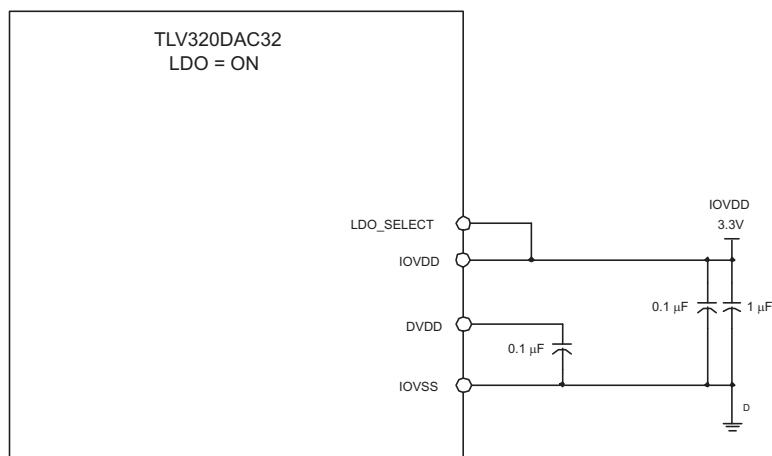 TLV320DAC32
LDO = ON
LDO_SELECT
IOVDD
3.3V
IOVDD
0.1 μF
1 μF
DVDD
0.1 μF
IOVSS
D